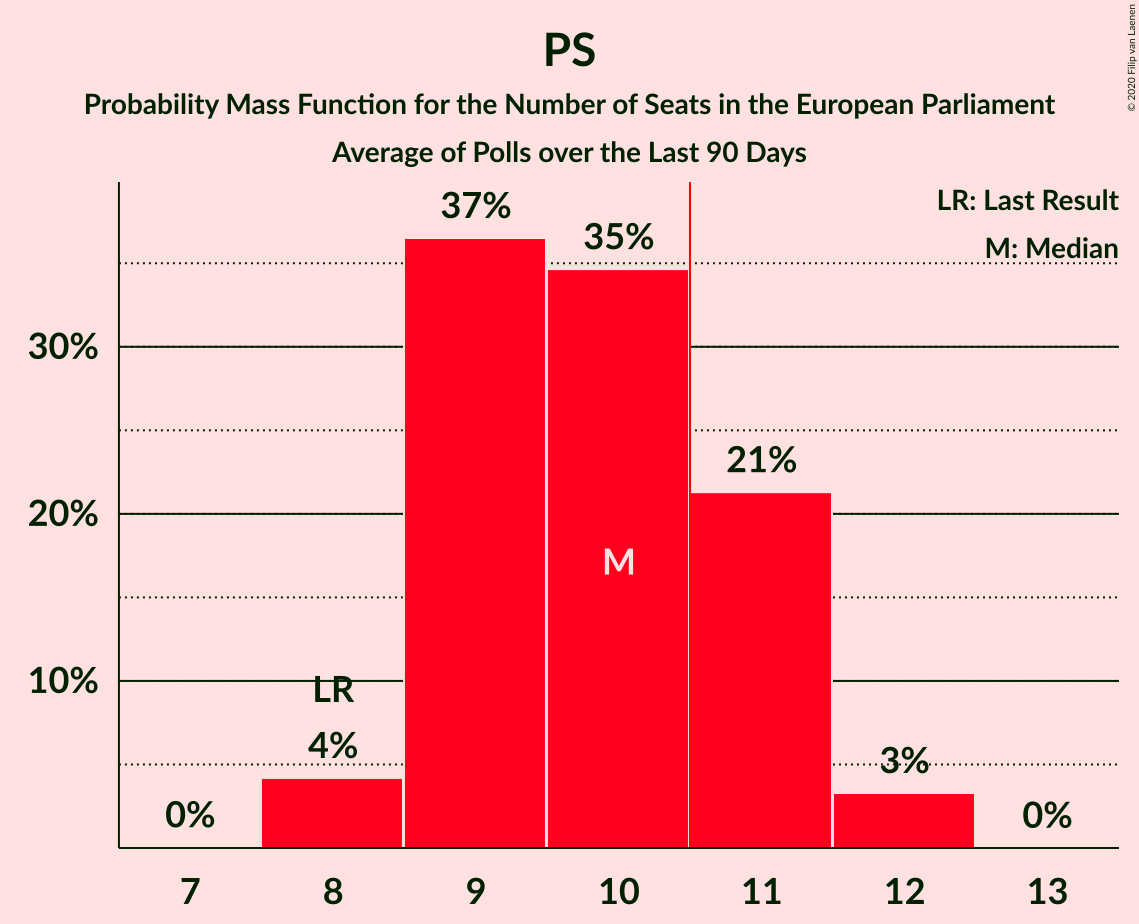 PS
Probability Mass Function for the Number of Seats in the European Parliament
Average of Polls over the Last 90 Days
© 2020 Filip van Laenen
LR: Last Result
M: Median
37%
35%
30%
21%
20%
M
10%
LR
4%
3%
0%
0%
7 8 9 10 11 12 13